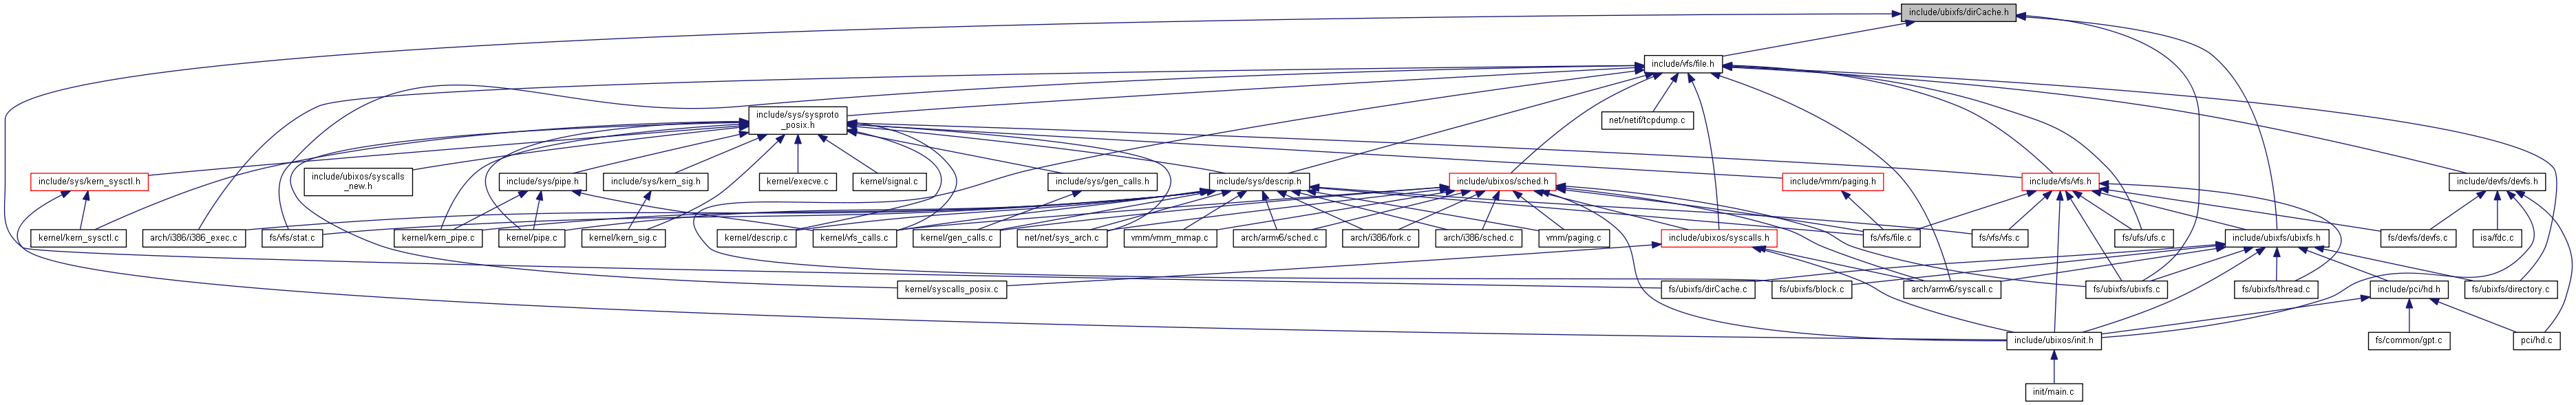 include/ubixfs/dirCache.h
include/vfs/file.h
include/sys/sysproto
_posix.h
net/netif/tcpdump.c
include/sys/kern_sysctl.h
include/ubixos/syscalls
_new.h
include/sys/pipe.h
include/sys/kern_sig.h
kernel/execve.c
kernel/signal.c
include/sys/gen_calls.h
include/sys/descrip.h
include/ubixos/sched.h
include/vmm/paging.h
include/vfs/vfs.h
include/devfs/devfs.h
kernel/kern_sysctl.c
arch/i386/i386_exec.c
fs/vfs/stat.c
kernel/kern_pipe.c
kernel/pipe.c
kernel/kern_sig.c
kernel/descrip.c
kernel/vfs_calls.c
kernel/gen_calls.c
net/net/sys_arch.c
vmm/vmm_mmap.c
arch/armv6/sched.c
arch/i386/fork.c
arch/i386/sched.c
vmm/paging.c
include/ubixos/syscalls.h
fs/vfs/file.c
fs/vfs/vfs.c
fs/ufs/ufs.c
include/ubixfs/ubixfs.h
fs/devfs/devfs.c
isa/fdc.c
kernel/syscalls_posix.c
fs/ubixfs/dirCache.c
fs/ubixfs/block.c
arch/armv6/syscall.c
fs/ubixfs/ubixfs.c
fs/ubixfs/thread.c
include/pci/hd.h
fs/ubixfs/directory.c
include/ubixos/init.h
fs/common/gpt.c
pci/hd.c
init/main.c